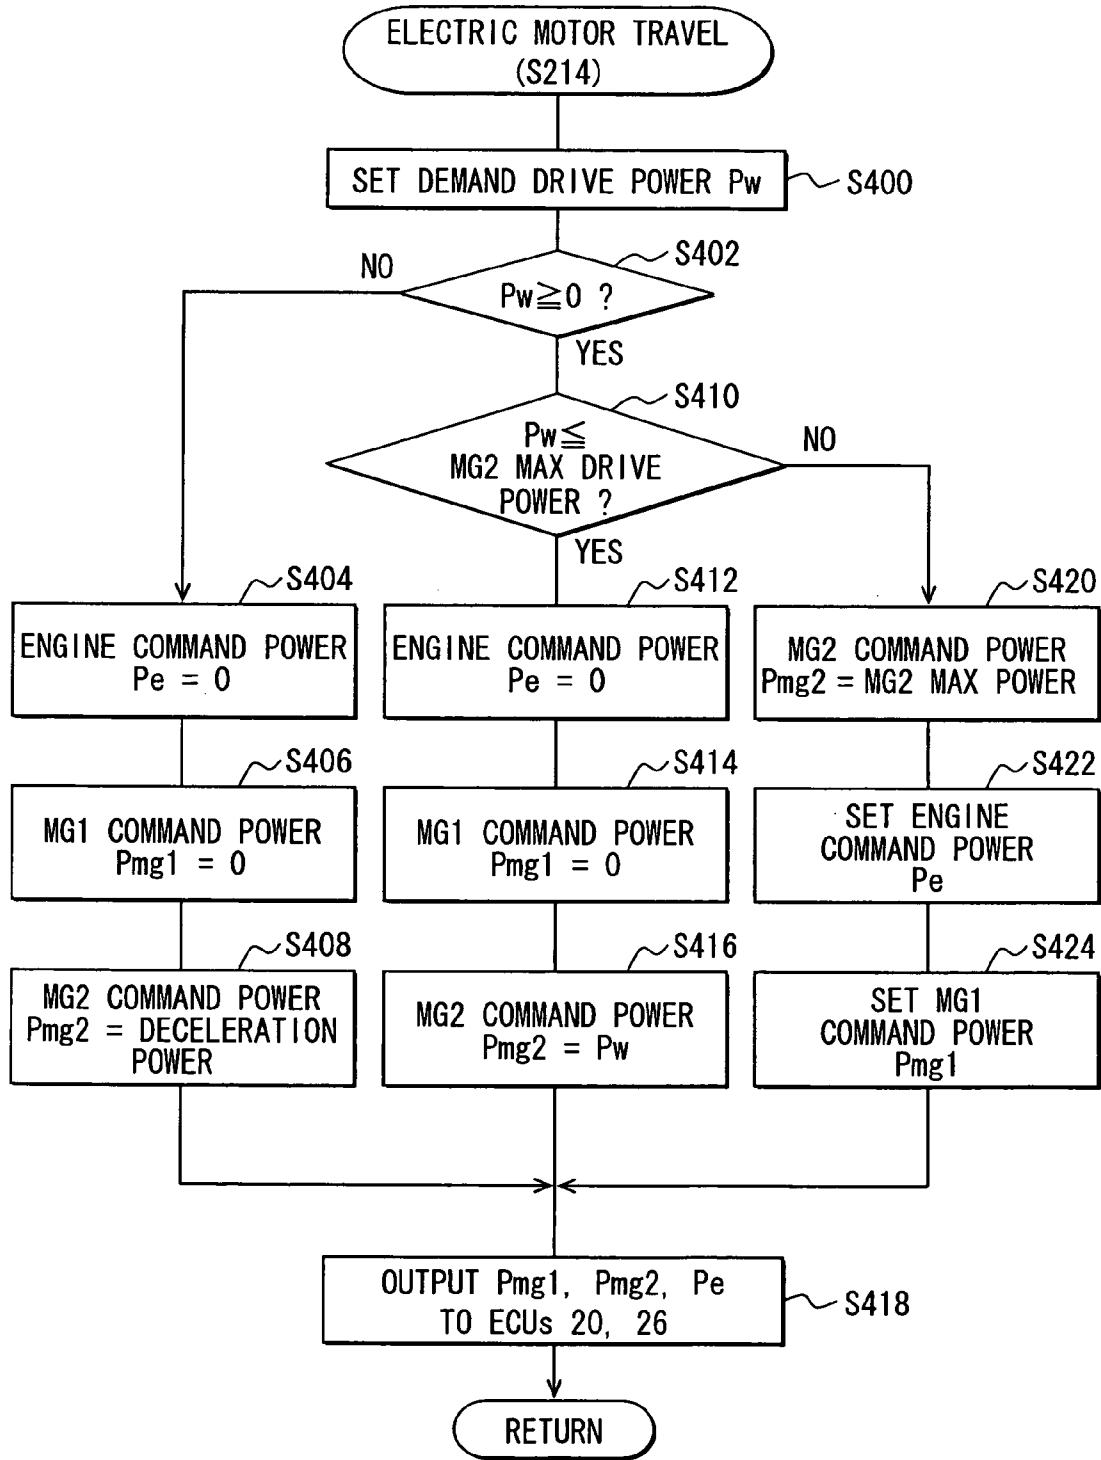 ELECTRIC MOTOR TRAVEL
(S214)
SET DEMAND DRIVE POWER Pw
S400
S402
NO
Pw≧0 ?
YES
S410
Pw≦
MG2 MAX DRIVE
POWER ?
NO
YES
S404
ENGINE COMMAND POWER
Pe = 0
S406
MG1 COMMAND POWER
Pmg1 = 0
S408
MG2 COMMAND POWER
Pmg2 = DECELERATION
POWER
S412
ENGINE COMMAND POWER
Pe = 0
S414
MG1 COMMAND POWER
Pmg1 = 0
S416
MG2 COMMAND POWER
Pmg2 = Pw
S420
MG2 COMMAND POWER
Pmg2 = MG2 MAX POWER
S422
SET ENGINE
COMMAND POWER
Pe
S424
SET MG1
COMMAND POWER
Pmg1
OUTPUT Pmg1, Pmg2, Pe
TO ECUs 20, 26
S418
RETURN